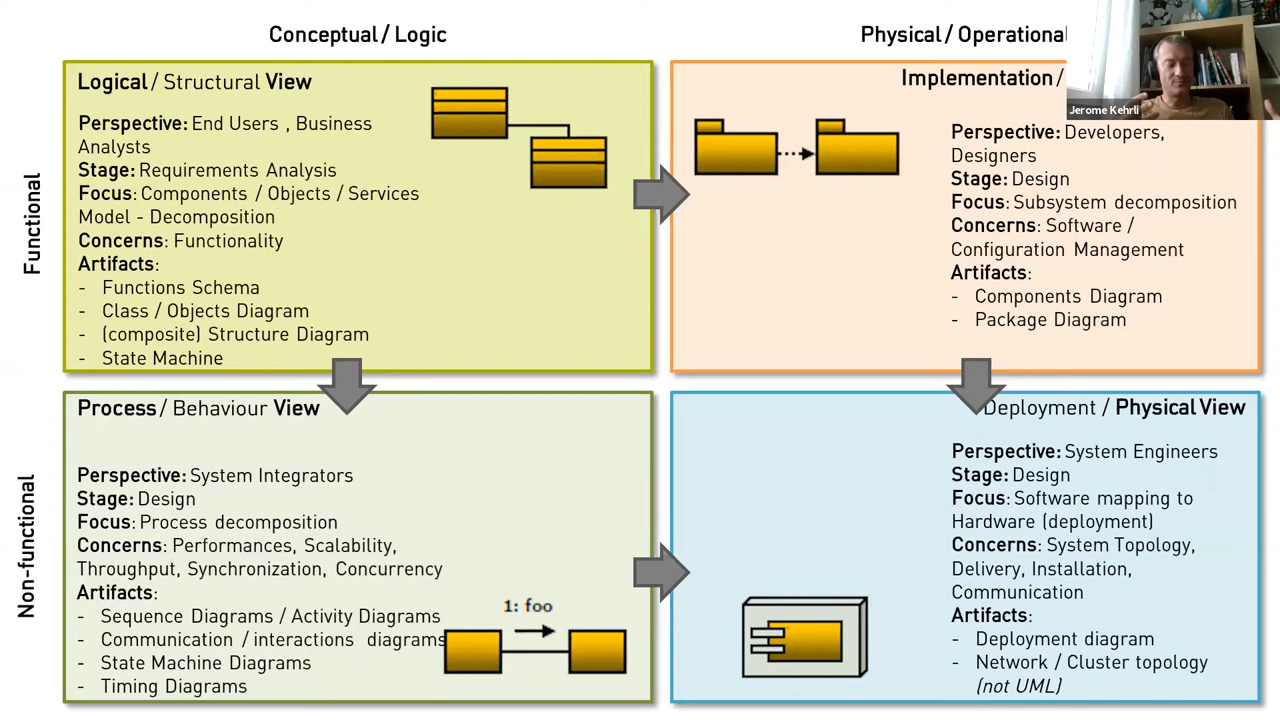 Conceptual / Logic
Physical / Operational
Jerome Kehrli
Functional
Logical / Structural View
Perspective: End Users , Business
Analysts
Stage: Requirements Analysis
Focus: Components / Objects / Services
Model - Decomposition
Concerns: Functionality
Artifacts:
- Functions Schema
- Class / Objects Diagram
- (composite) Structure Diagram
- State Machine
Implementation /
Perspective: Developers,
Designers
Stage: Design
Focus: Subsystem decomposition
Concerns: Software /
Configuration Management
Artifacts:
- Components Diagram
- Package Diagram
Non-functional
Process / Behaviour View
Perspective: System Integrators
Stage: Design
Focus: Process decomposition
Concerns: Performances, Scalability,
Throughput, Synchronization, Concurrency
Artifacts:
- Sequence Diagrams / Activity Diagrams
- Communication / interactions diagrams
- State Machine Diagrams
- Timing Diagrams
1: foo
Deployment / Physical View
Perspective: System Engineers
Stage: Design
Focus: Software mapping to
Hardware (deployment)
Concerns: System Topology,
Delivery, Installation,
Communication
Artifacts:
- Deployment diagram
- Network / Cluster topology
(not UML)